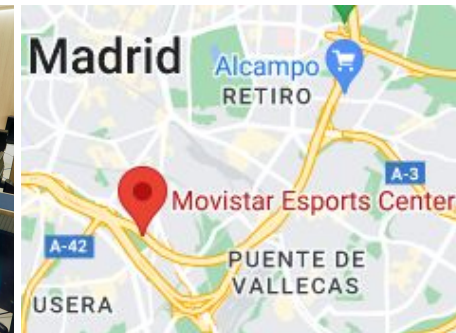 Madrid
Alcampo
RETIRO
A-3
Movistar Esports Center
A-42
PUENTE DE
VALLECAS
USERA